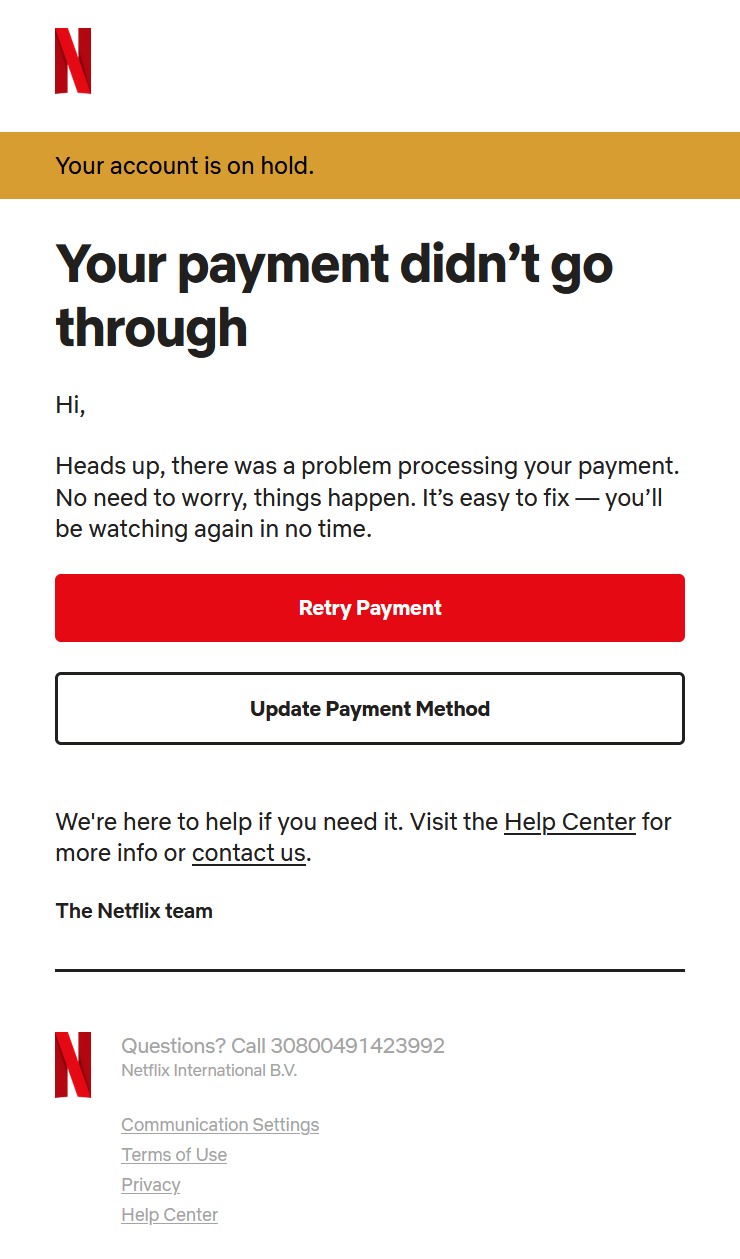 Your account is on hold.
Your payment didn’t go
through
Hi,
Heads up, there was a problem processing your payment.
No need to worry, things happen. It’s easy to fix — you’ll
be watching again in no time.
Retry Payment
Update Payment Method
We're here to help if you need it. Visit the Help Center for
more info or contact us.
The Netflix team
Questions? Call 30800491423992
Netflix International B.V.
Communication Settings
Terms of Use
Privacy
Help Center